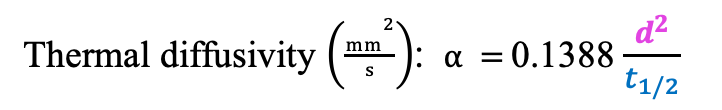 Thermal diffusivity (mm²/s): α = 0.1388 d²/t₁/₂